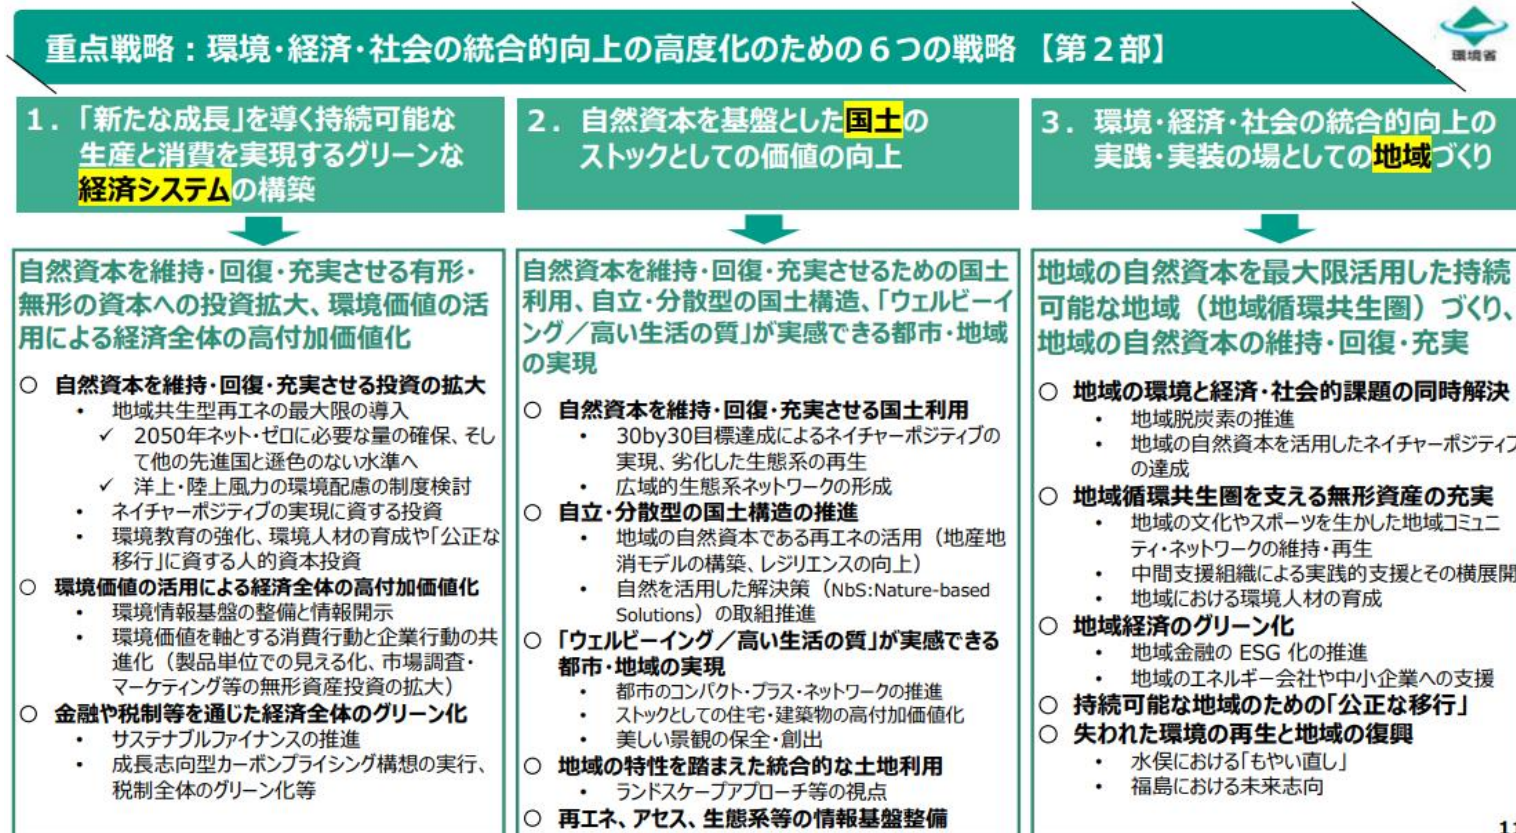 重点戦略：環境・経済・社会の統合的向上の高度化のための６つの戦略 【第２部】
環境省
１．「新たな成長」を導く持続可能な
生産と消費を実現するグリーンな
経済システムの構築
自然資本を維持・回復・充実させる有形・
無形の資本への投資拡大、環境価値の活
用による経済全体の高付加価値化
○ 自然資本を維持・回復・充実させる投資の拡大
• 地域共生型再エネの最大限の導入
✓ 2050年ネット・ゼロに必要な量の確保、そし
て他の先進国と遜色のない水準へ
✓ 洋上・陸上風力の環境配慮の制度検討
• ネイチャーポジティブの実現に資する投資
• 環境教育の強化、環境人材の育成や「公正な
移行」に資する人的資本投資
○ 環境価値の活用による経済全体の高付加価値化
• 環境情報基盤の整備と情報開示
• 環境価値を軸とする消費行動と企業行動の共
進化（製品単位での見える化、市場調査・
マーケティング等の無形資産投資の拡大）
○ 金融や税制等を通じた経済全体のグリーン化
• サステナブルファイナンスの推進
• 成長志向型カーボンプライシング構想の実行、
税制全体のグリーン化等
２．自然資本を基盤とした国土の
ストックとしての価値の向上
自然資本を維持・回復・充実させるための国土
利用、自立・分散型の国土構造、「ウェルビーイ
ング／高い生活の質」が実感できる都市・地域
の実現
○ 自然資本を維持・回復・充実させる国土利用
• 30by30目標達成によるネイチャーポジティブの
実現、劣化した生態系の再生
• 広域的生態系ネットワークの形成
○ 自立・分散型の国土構造の推進
• 地域の自然資本である再エネの活用（地産地
消モデルの構築、レジリエンスの向上）
• 自然を活用した解決策（NbS:Nature-based
Solutions）の取組推進
○ 「ウェルビーイング／高い生活の質」が実感できる
都市・地域の実現
• 都市のコンパクト・プラス・ネットワークの推進
• ストックとしての住宅・建築物の高付加価値化
• 美しい景観の保全・創出
○ 地域の特性を踏まえた統合的な土地利用
• ランドスケープアプローチ等の視点
○ 再エネ、アセス、生態系等の情報基盤整備
３．環境・経済・社会の統合的向上の
実践・実装の場としての地域づくり
地域の自然資本を最大限活用した持続
可能な地域（地域循環共生圏）づくり、
地域の自然資本の維持・回復・充実
○ 地域の環境と経済・社会的課題の同時解決
• 地域脱炭素の推進
• 地域の自然資本を活用したネイチャーポジティブ
の達成
○ 地域循環共生圏を支える無形資産の充実
• 地域の文化やスポーツを生かした地域コミュニ
ティ・ネットワークの維持・再生
• 中間支援組織による実践的支援とその横展開
• 地域における環境人材の育成
○ 地域経済のグリーン化
• 地域金融の ESG 化の推進
• 地域のエネルギー会社や中小企業への支援
○ 持続可能な地域のための「公正な移行」
○ 失われた環境の再生と地域の復興
• 水俣における「もやい直し」
• 福島における未来志向